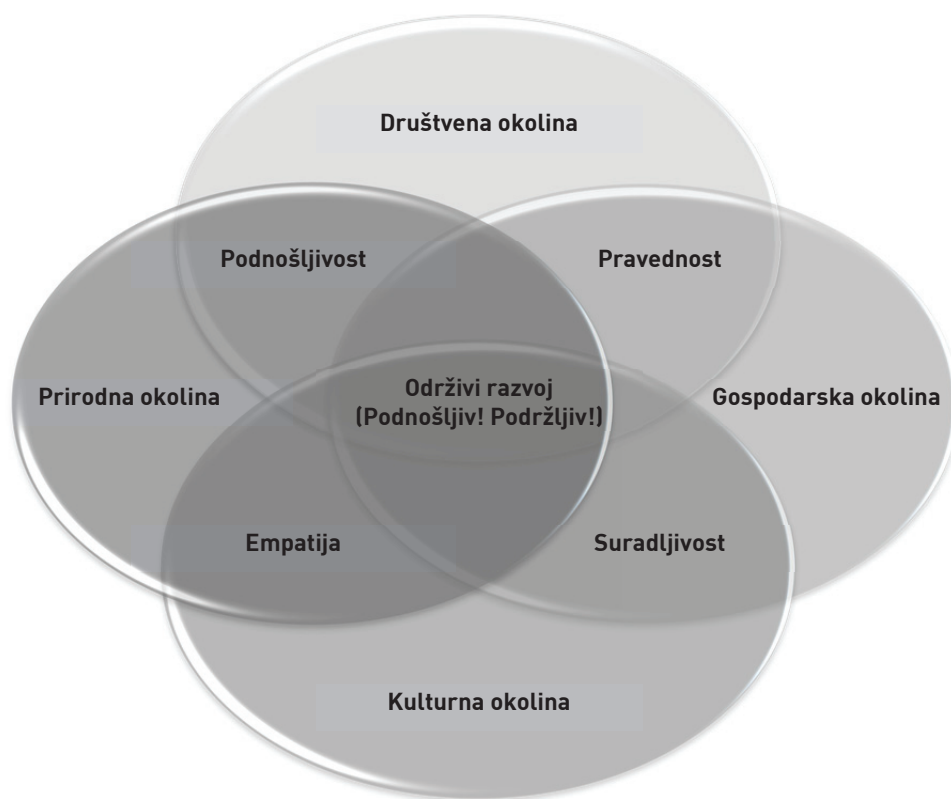 Društvena okolina
Podnošljivost
Pravednost
Prirodna okolina
Održivi razvoj
(Podnošljiv! Podržljiv!)
Gospodarska okolina
Empatija
Suradljivost
Kulturna okolina